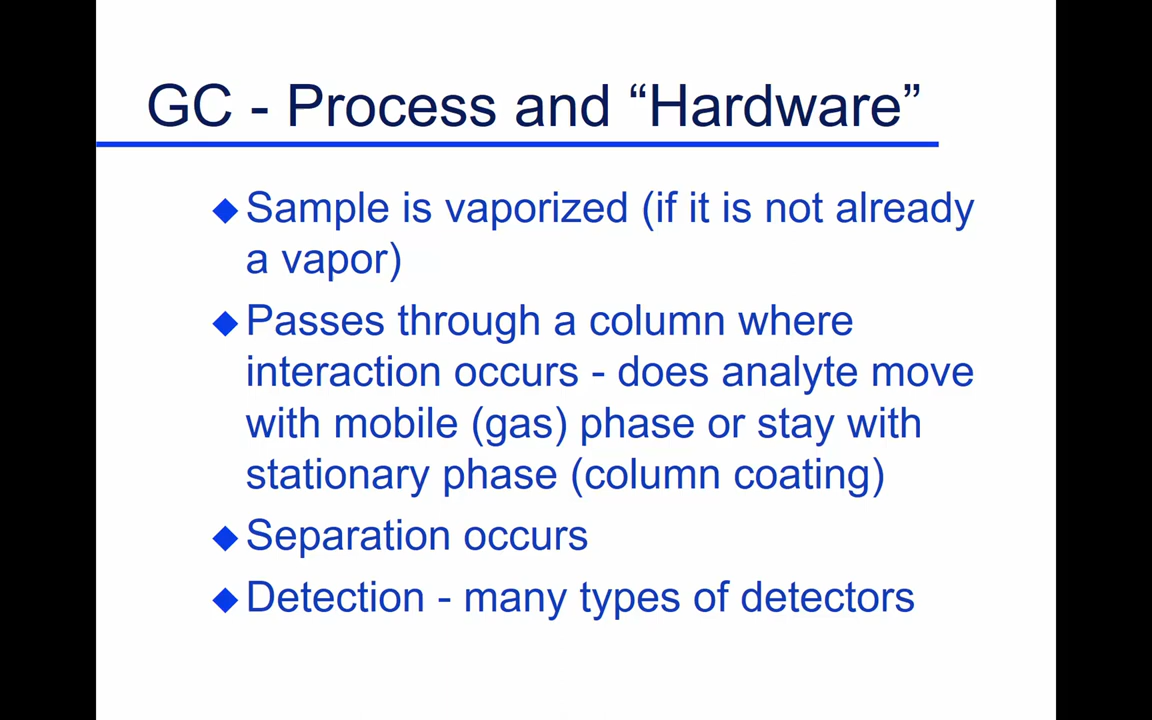 GC - Process and “Hardware”
Sample is vaporized (if it is not already
a vapor)
Passes through a column where
interaction occurs - does analyte move
with mobile (gas) phase or stay with
stationary phase (column coating)
Separation occurs
Detection - many types of detectors